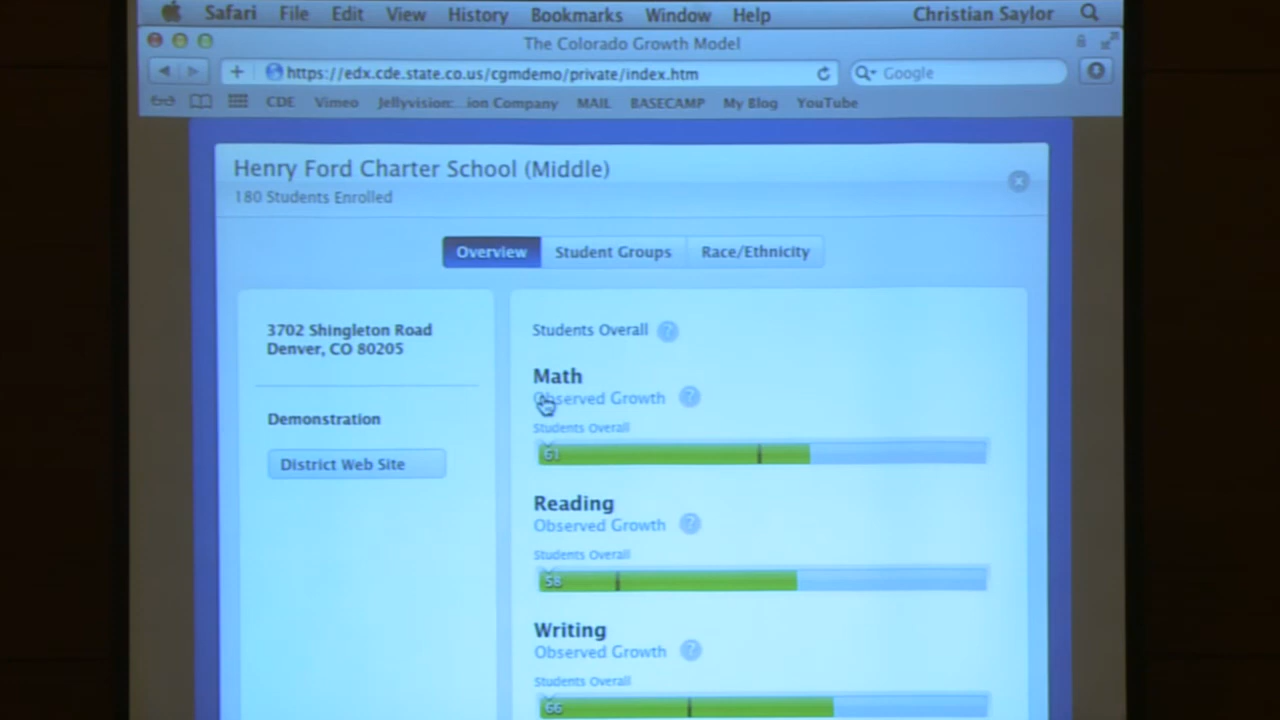 Safari File Edit View History Bookmarks Window Help Christian Saylor
The Colorado Growth Model
https://edx.cde.state.co.us/cgmdemo/private/index.htm Google
CDE Vimeo Jellyvision: ...ion Company MAIL BASECAMP My Blog YouTube
Henry Ford Charter School (Middle)
180 Students Enrolled
Overview Student Groups Race/Ethnicity
3702 Shingleton Road
Denver, CO 80205
Demonstration
District Web Site
Students Overall ?
Math
Observed Growth ?
Students Overall
61
Reading
Observed Growth ?
Students Overall
58
Writing
Observed Growth ?
Students Overall
66